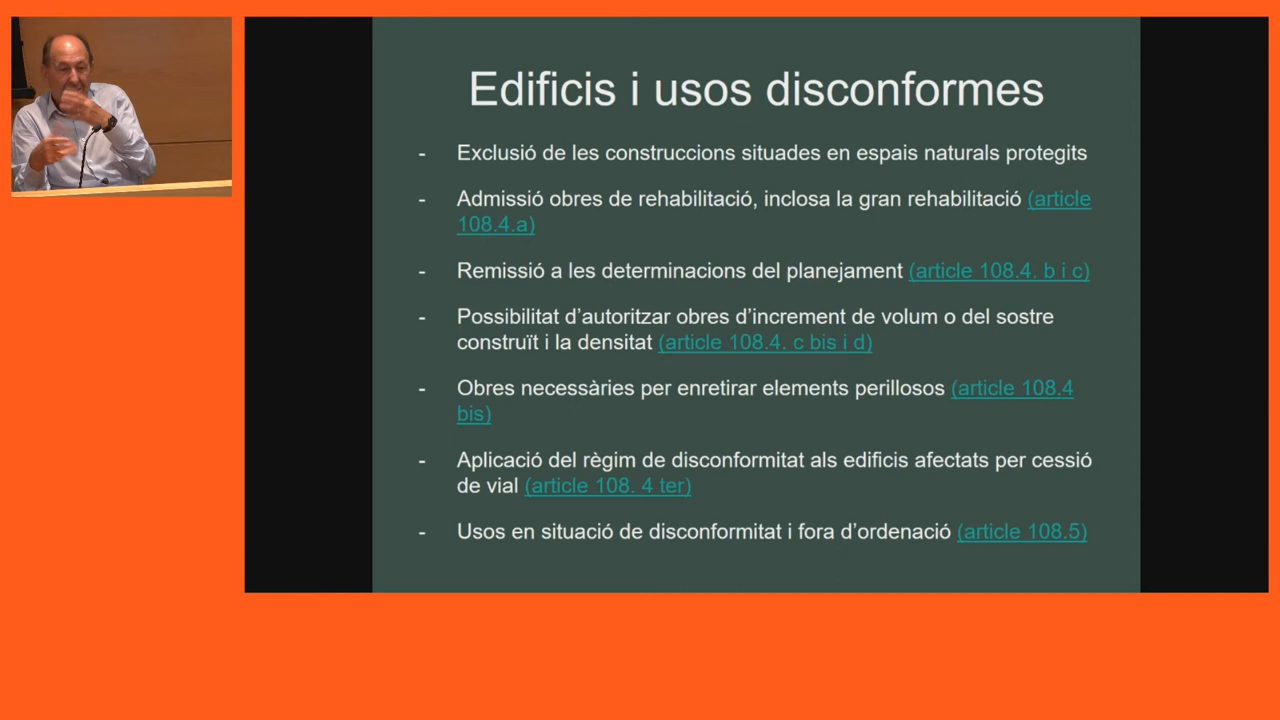 Edificis i usos disconformes
- Exclusió de les construccions situades en espais naturals protegits
- Admissió obres de rehabilitació, inclosa la gran rehabilitació (article
108.4.a)
- Remissió a les determinacions del planejament (article 108.4. b i c)
- Possibilitat d’autoritzar obres d’increment de volum o del sostre
construït i la densitat (article 108.4. c bis i d)
- Obres necessàries per enretirar elements perillosos (article 108.4
bis)
- Aplicació del règim de disconformitat als edificis afectats per cessió
de vial (article 108. 4 ter)
- Usos en situació de disconformitat i fora d’ordenació (article 108.5)